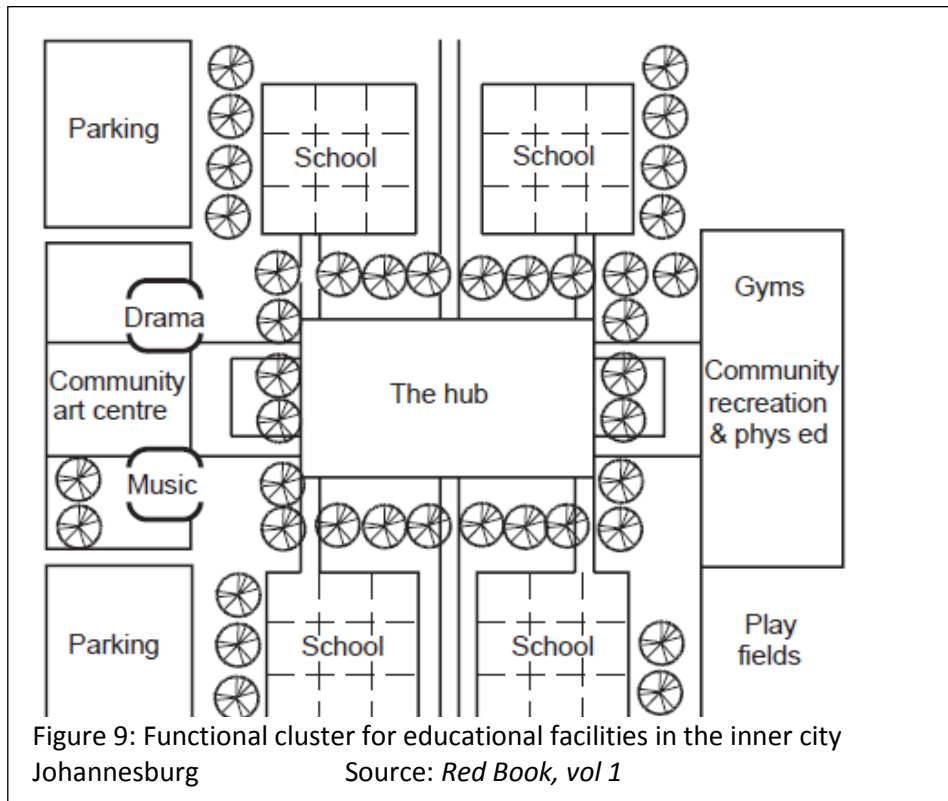 Parking
School
School
Gyms
Drama
Community
art centre
The hub
Community
recreation
& phys ed
Music
Parking
School
School
Play
fields
Figure 9: Functional cluster for educational facilities in the inner city
Johannesburg Source: Red Book, vol 1